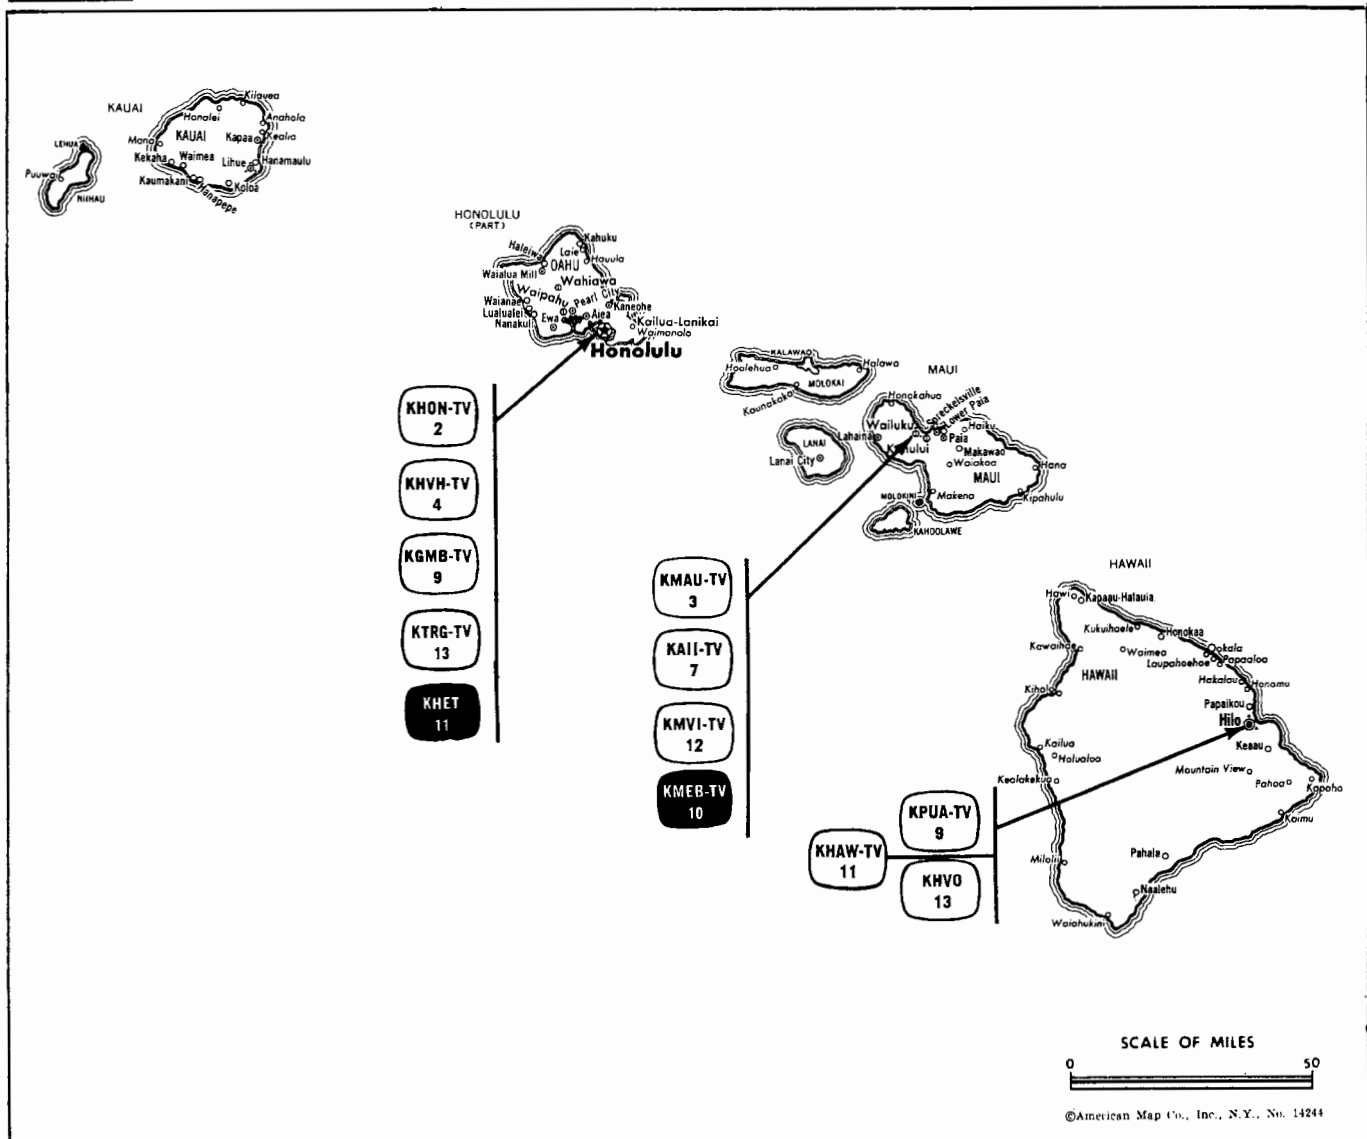 KAUAI
Kilauea
Hanalei
Anahola
Kealia
KAUAI
Kapaa
Mana
LEHUA
Kekaha
Waimea
Lihue
Hanamaulu
Puuwai
Kaumakani
Koloa
Hanapepe
NIIHAU
HONOLULU
(PART)
Kahuku
Haleiwa
Laie
Hauula
OAHU
Waialua Mill
Wahiawa
Waipahu
Pearl City
Waianae
Kaneohe
Lualualei
Ewa
Aiea
Nanakuli
Kailua-Lanikai
Waimanalo
Honolulu
KALAWAO
Hoolehua
Halawa
MOLOKAI
Kaunakakai
MAUI
Honokahua
Spreckelsville
Lower Paia
Wailuku
Haiku
Lahaina
Paia
Kahului
Makawao
LANAI
Lanai City
Waiakoa
Hana
MAUI
MOLOKINI
Makena
Kipahulu
KAHOOLAWE
KHON-TV
2
KHVH-TV
4
KGMB-TV
9
KTRG-TV
13
KHET
11
KMAU-TV
3
KAII-TV
7
KMVI-TV
12
KMEB-TV
10
HAWAII
Hawi
Kapaau-Halauia
Kukuihaele
Honokaa
Kawaihae
Waimea
Ookala
Laupahoehoe
Papaaloa
HAWAII
Hakalau
Honomu
Kiholo
Papaikou
Hilo
Kailua
Keaau
Holualoa
Mountain View
Kealakekua
Pahoa
Kapoho
Kaimu
Milolii
Pahala
Naalehu
Waiahukini
KPUA-TV
9
KHAW-TV
11
KHVO
13
SCALE OF MILES
0 50
©American Map Co., Inc., N.Y., No. 14244